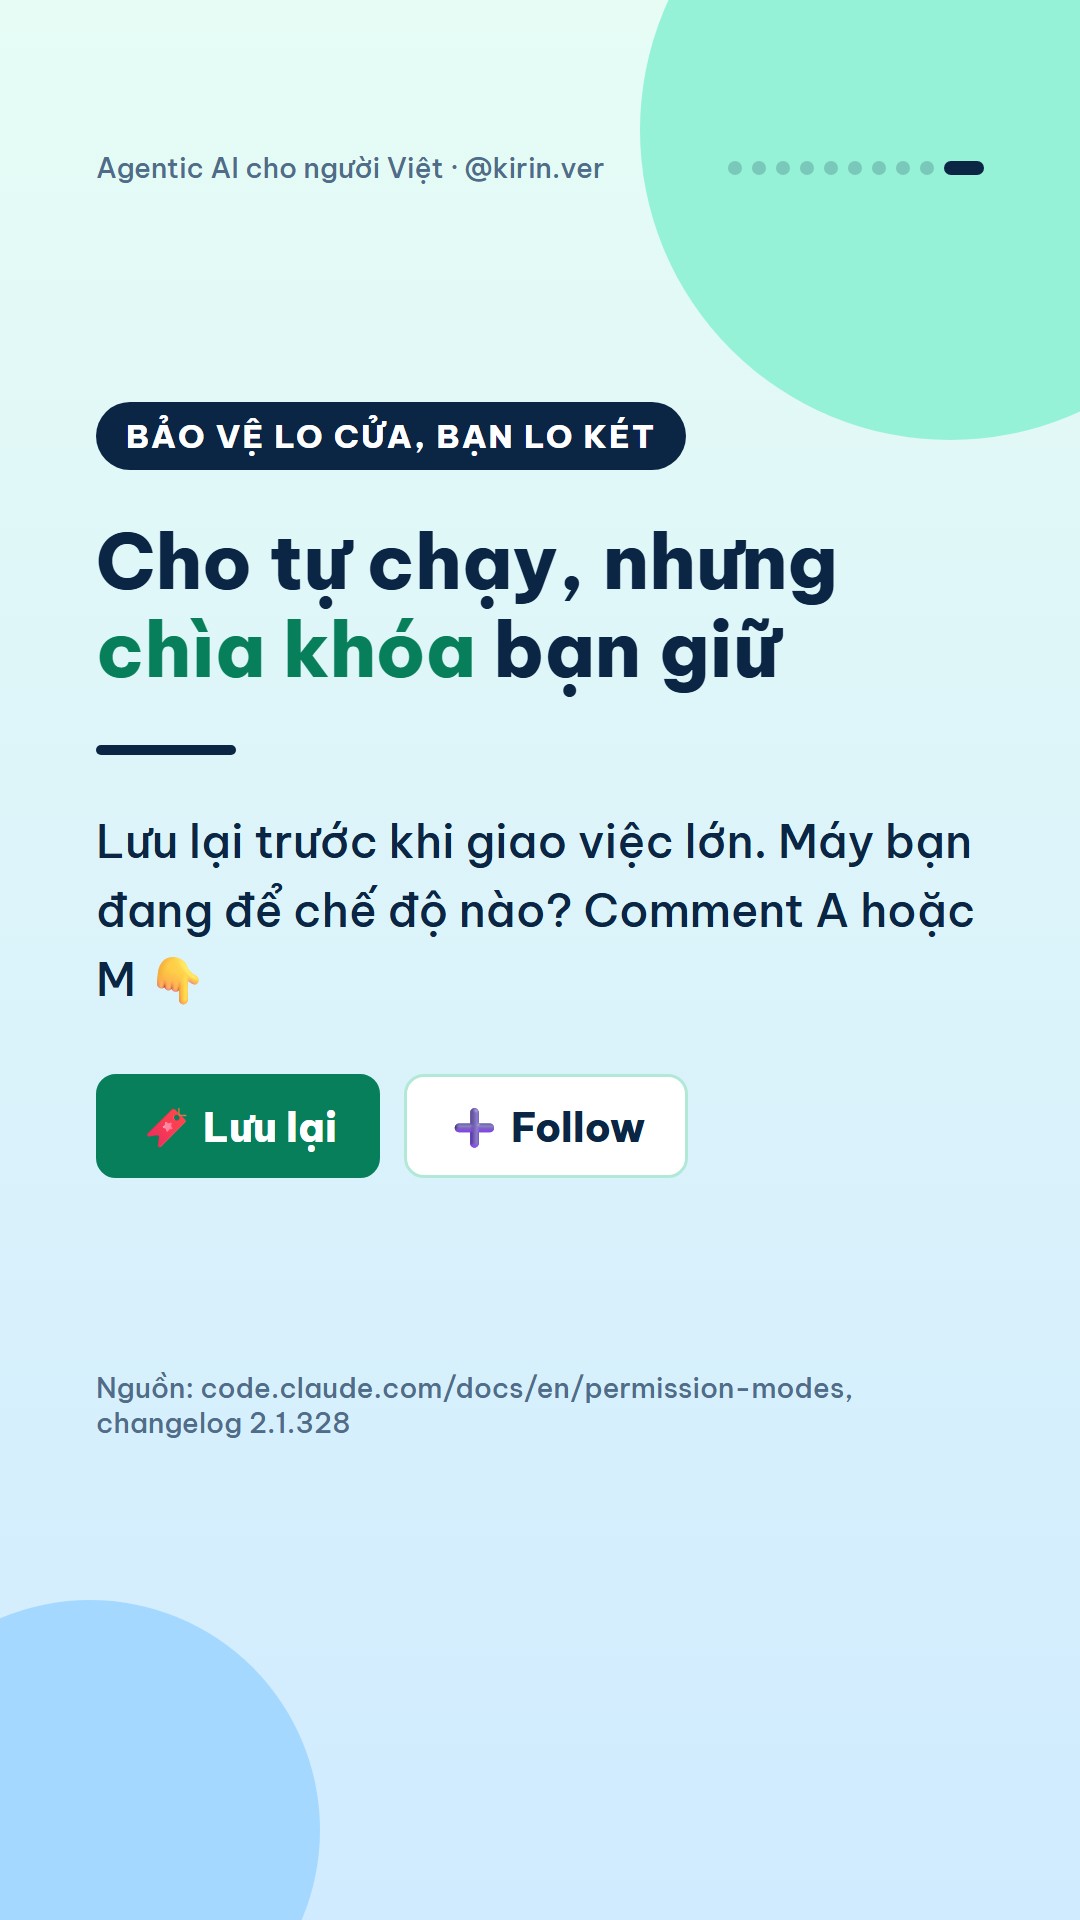 Agentic AI cho người Việt · @kirin.ver
BẢO VỆ LO CỬA, BẠN LO KÉT
Cho tự chạy, nhưng
chìa khóa bạn giữ
Lưu lại trước khi giao việc lớn. Máy bạn
đang để chế độ nào? Comment A hoặc
M 👇
🔖 Lưu lại
➕ Follow
Nguồn: code.claude.com/docs/en/permission-modes,
changelog 2.1.328